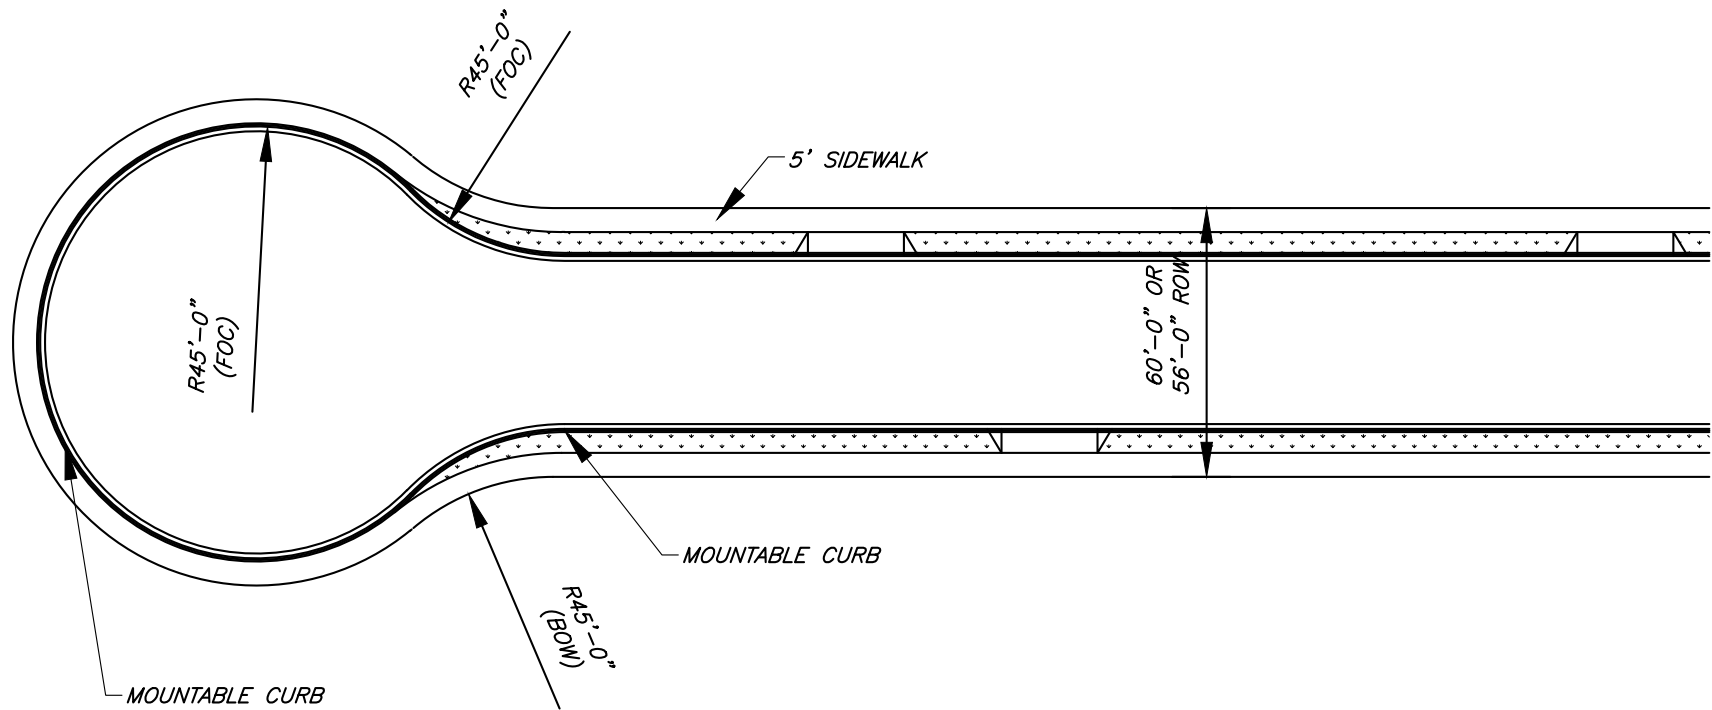 R45'-0"
(FOC)
5' SIDEWALK
R45'-0"
(FOC)
60'-0" OR
56'-0" ROW
MOUNTABLE CURB
R45'-0"
(BOW)
MOUNTABLE CURB